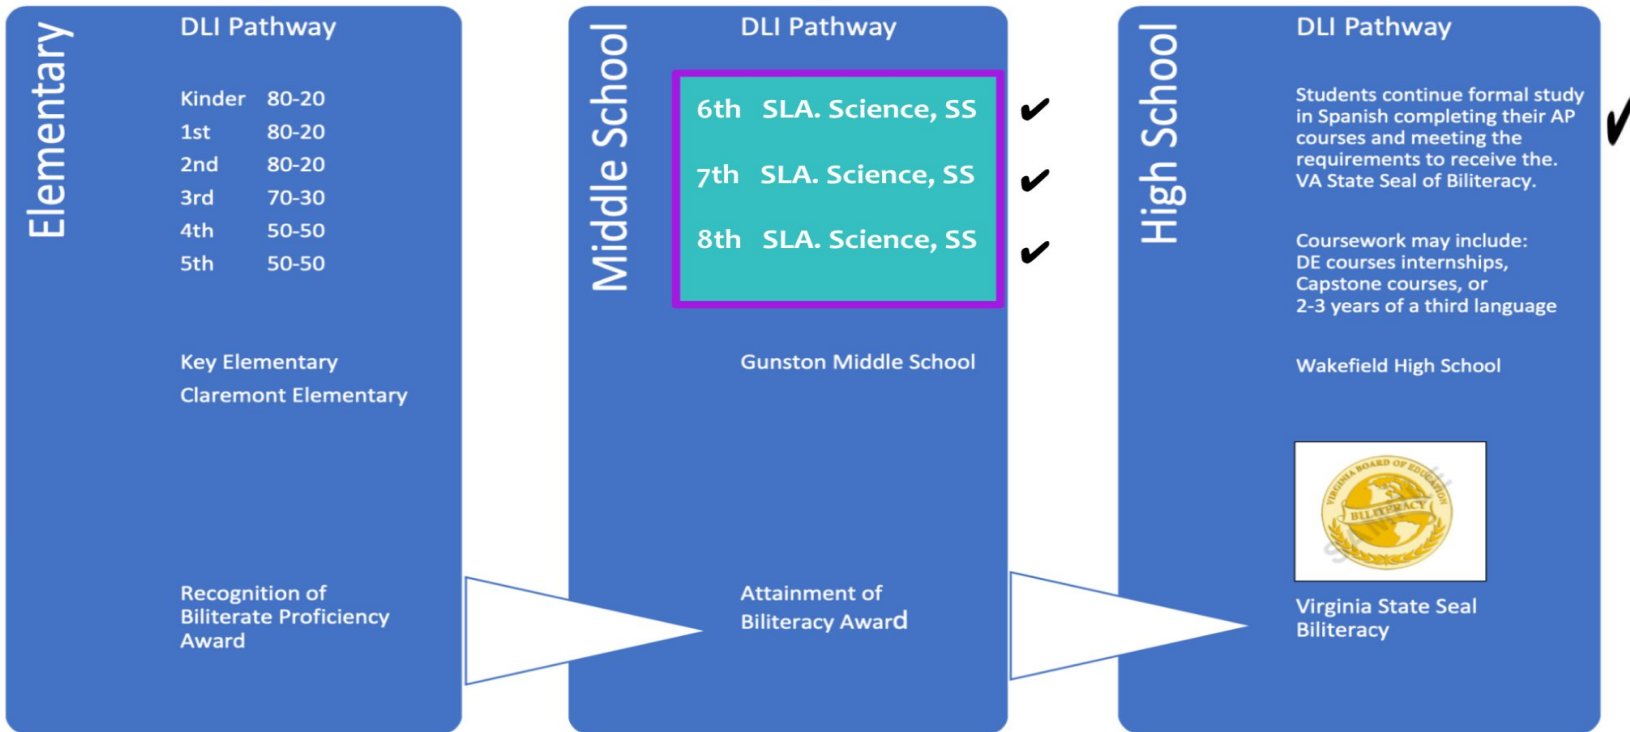 Elementary
DLI Pathway
Kinder 80-20
1st 80-20
2nd 80-20
3rd 70-30
4th 50-50
5th 50-50
Key Elementary
Claremont Elementary
Recognition of
Biliterate Proficiency
Award
Middle School
DLI Pathway
6th SLA. Science, SS ✔
7th SLA. Science, SS ✔
8th SLA. Science, SS ✔
Gunston Middle School
Attainment of
Biliteracy Award
High School
DLI Pathway
Students continue formal study
in Spanish completing their AP
courses and meeting the
requirements to receive the.
VA State Seal of Biliteracy.
Coursework may include:
DE courses internships,
Capstone courses, or
2-3 years of a third language
Wakefield High School
VIRGINIA BOARD OF EDUCATION
BILITERACY
Virginia State Seal
Biliteracy